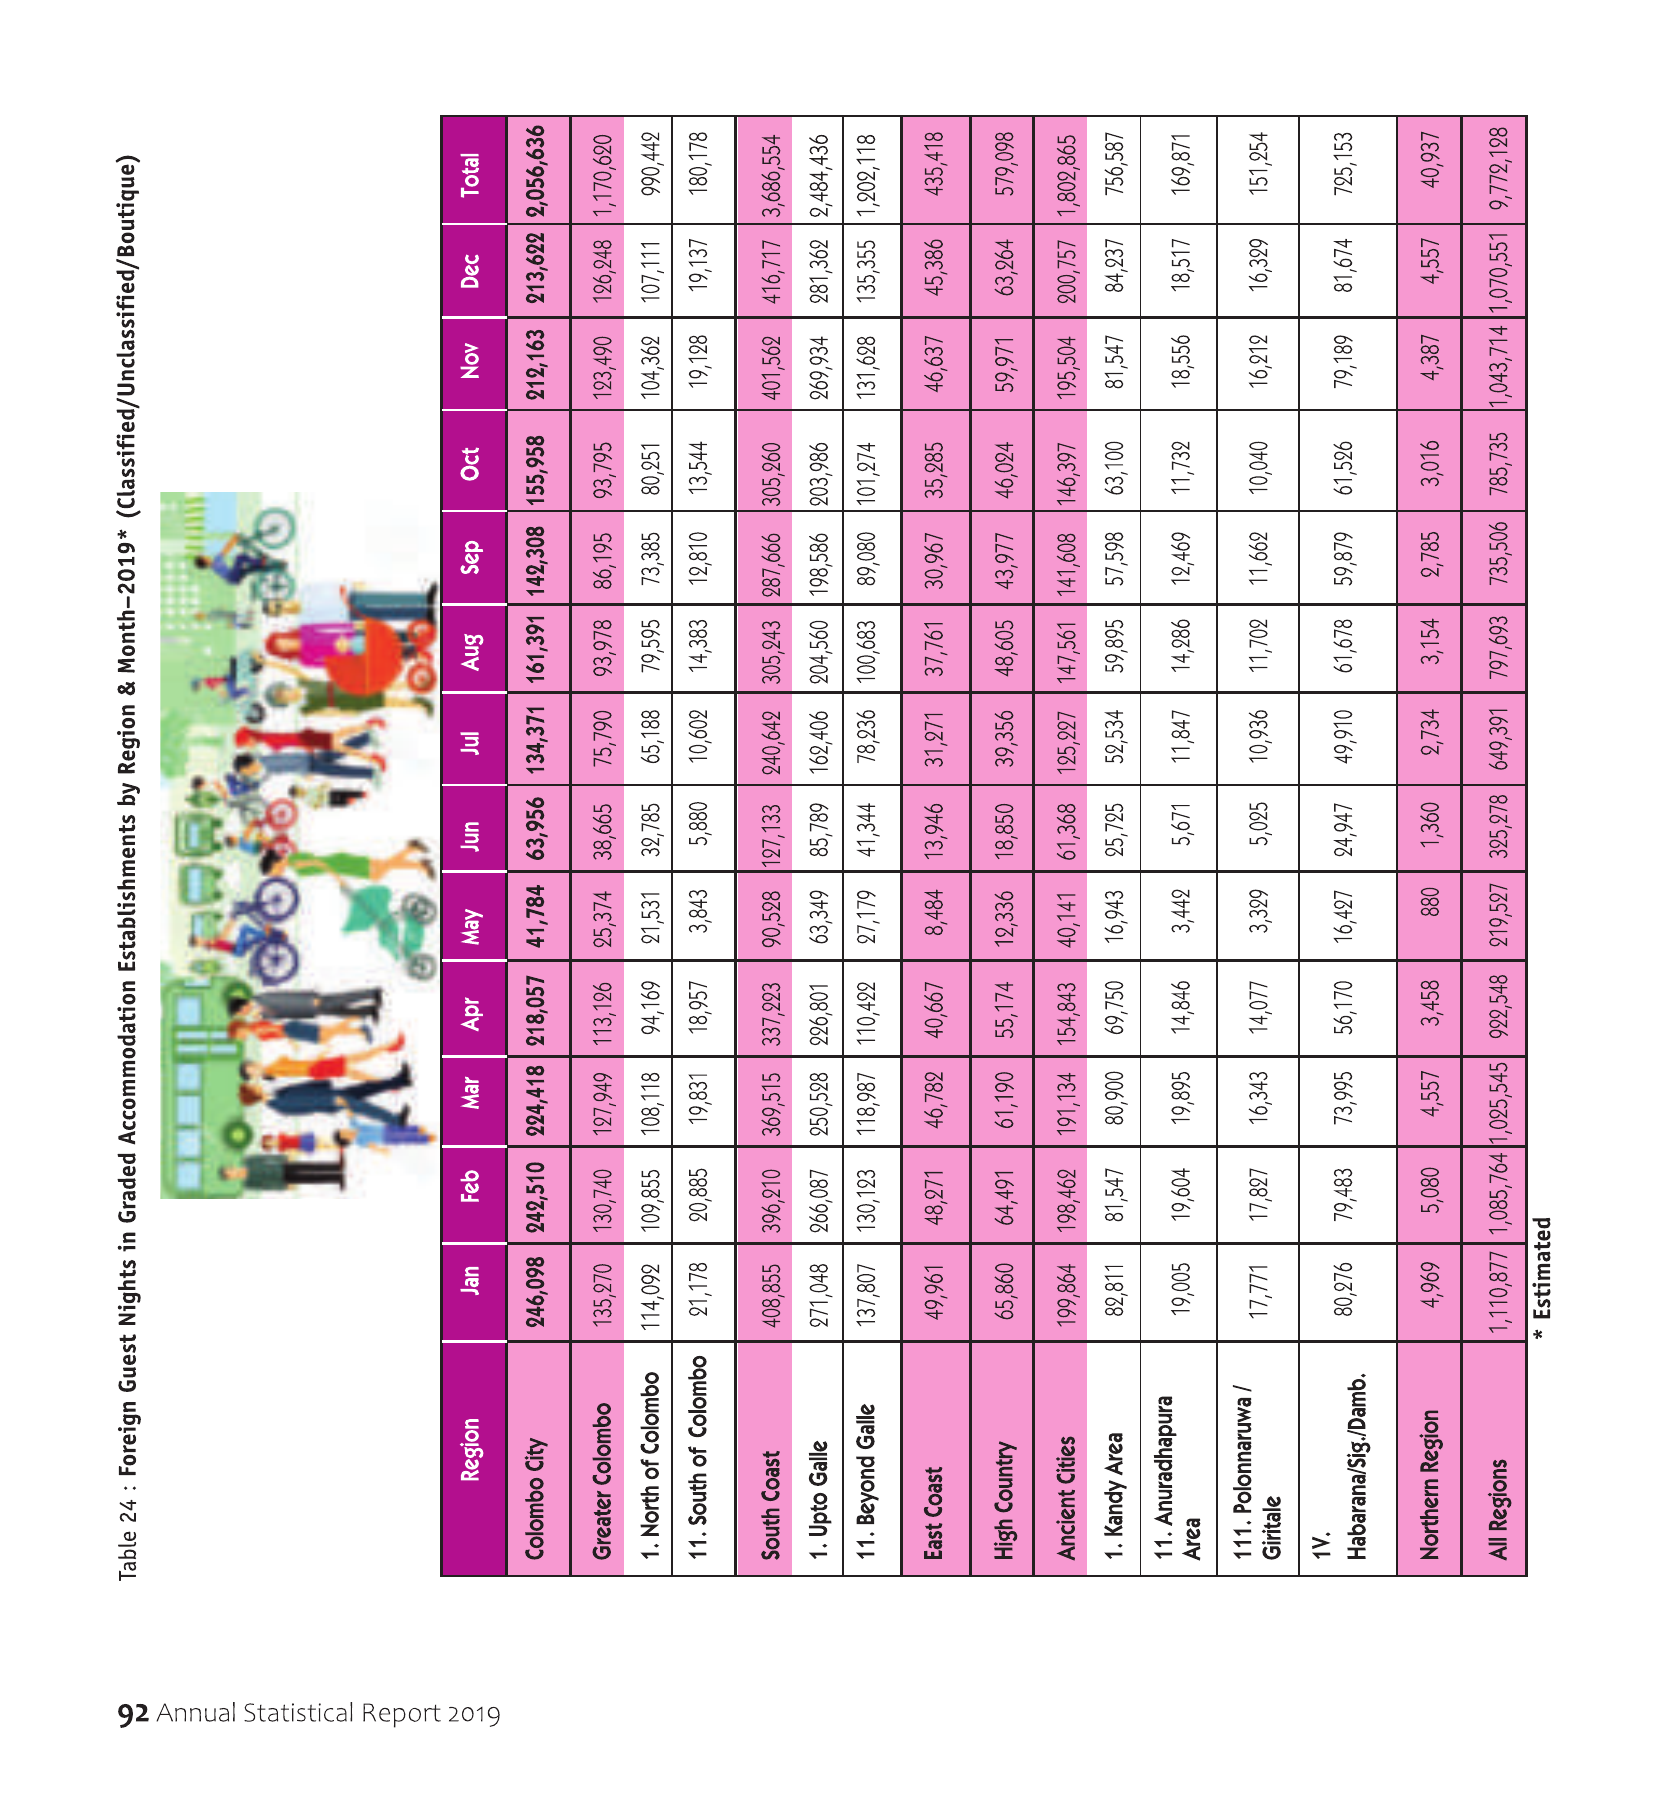 Table 24 : Foreign Guest Nights in Graded Accommodation Establishments by Region & Month–2019* (Classified/Unclassified/Boutique)
Region Jan Feb Mar Apr May Jun Jul Aug Sep Oct Nov Dec Total
Colombo City 246,098 242,510 224,418 218,057 41,784 63,956 134,371 161,391 142,308 155,958 212,163 213,622 2,056,636
Greater Colombo 135,270 130,740 127,949 113,126 25,374 38,665 75,790 93,978 86,195 93,795 123,490 126,248 1,170,620
1. North of Colombo 114,092 109,855 108,118 94,169 21,531 32,785 65,188 79,595 73,385 80,251 104,362 107,111 990,442
11. South of Colombo 21,178 20,885 19,831 18,957 3,843 5,880 10,602 14,383 12,810 13,544 19,128 19,137 180,178
South Coast 408,855 396,210 369,515 337,223 90,528 127,133 240,642 305,243 287,666 305,260 401,562 416,717 3,686,554
1. Upto Galle 271,048 266,087 250,528 226,801 63,349 85,789 162,406 204,560 198,586 203,986 269,934 281,362 2,484,436
11. Beyond Galle 137,807 130,123 118,987 110,422 27,179 41,344 78,236 100,683 89,080 101,274 131,628 135,355 1,202,118
East Coast 49,961 48,271 46,782 40,667 8,484 13,946 31,271 37,761 30,967 35,285 46,637 45,386 435,418
High Country 65,860 64,491 61,190 55,174 12,336 18,850 39,356 48,605 43,977 46,024 59,971 63,264 579,098
Ancient Cities 199,864 198,462 191,134 154,843 40,141 61,368 125,227 147,561 141,608 146,397 195,504 200,757 1,802,865
1. Kandy Area 82,811 81,547 80,900 69,750 16,943 25,725 52,534 59,895 57,598 63,100 81,547 84,237 756,587
11. Anuradhapura
Area 19,005 19,604 19,895 14,846 3,442 5,671 11,847 14,286 12,469 11,732 18,556 18,517 169,871
111. Polonnaruwa /
Giritale 17,771 17,827 16,343 14,077 3,329 5,025 10,936 11,702 11,662 10,040 16,212 16,329 151,254
1V.
Habarana/Sig./Damb. 80,276 79,483 73,995 56,170 16,427 24,947 49,910 61,678 59,879 61,526 79,189 81,674 725,153
Northern Region 4,969 5,080 4,557 3,458 880 1,360 2,734 3,154 2,785 3,016 4,387 4,557 40,937
All Regions 1,110,877 1,085,764 1,025,545 922,548 219,527 325,278 649,391 797,693 735,506 785,735 1,043,714 1,070,551 9,772,128
* Estimated
92 Annual Statistical Report 2019